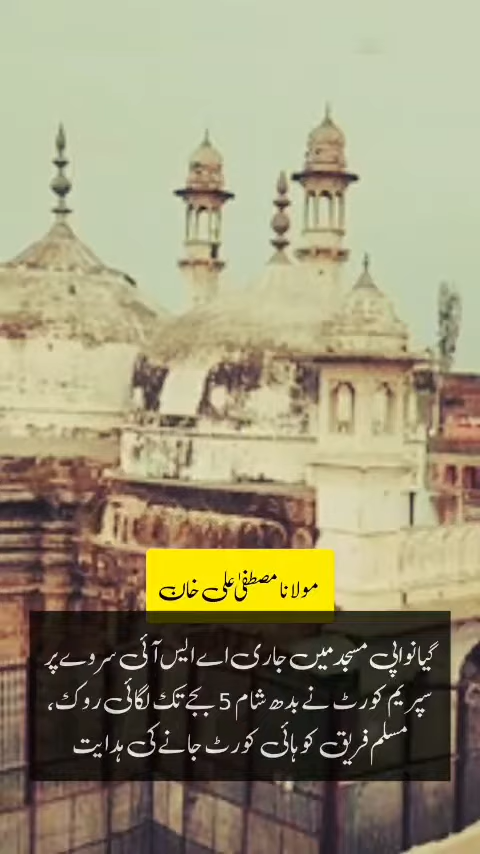 مولانا مصطفیٰ علی خان
گیانواپی مسجد میں جاری اے ایس آئی سروے پر
سپریم کورٹ نے بدھ شام 5 بجے تک لگائی روک،
مسلم فریق کو ہائی کورٹ جانے کی ہدایت